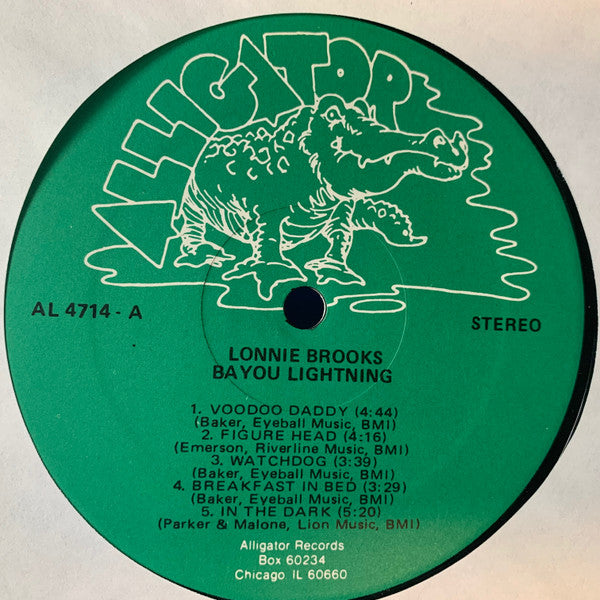 ALLIGATOR
AL 4714 - A
STEREO
LONNIE BROOKS
BAYOU LIGHTNING
1. VOODOO DADDY (4:44)
(Baker, Eyeball Music, BMI)
2. FIGURE HEAD (4:16)
(Emerson, Riverline Music, BMI)
3. WATCHDOG (3:39)
(Baker, Eyeball Music, BMI)
4. BREAKFAST IN BED (3:29)
(Baker, Eyeball Music, BMI)
5. IN THE DARK (5:20)
(Parker & Malone, Lion Music, BMI)
Alligator Records
Box 60234
Chicago IL 60660